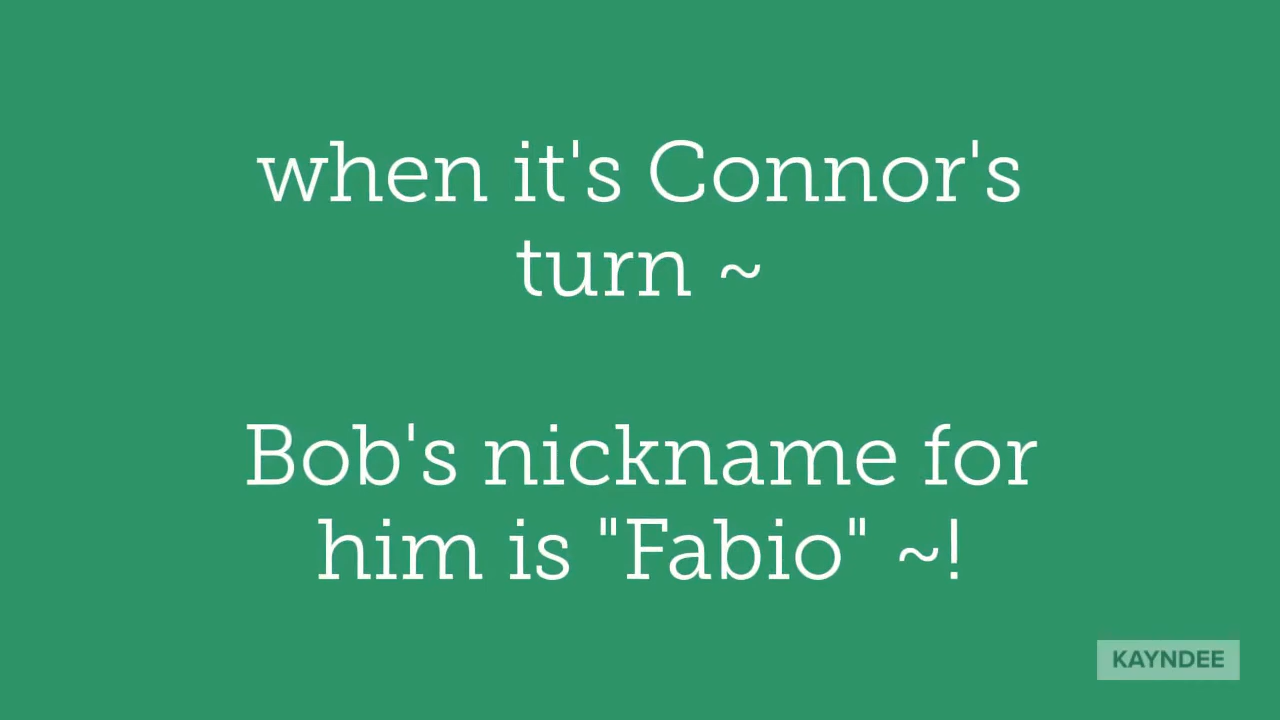 when it's Connor's
turn ~
Bob's nickname for
him is "Fabio" ~!
KAYNDEE